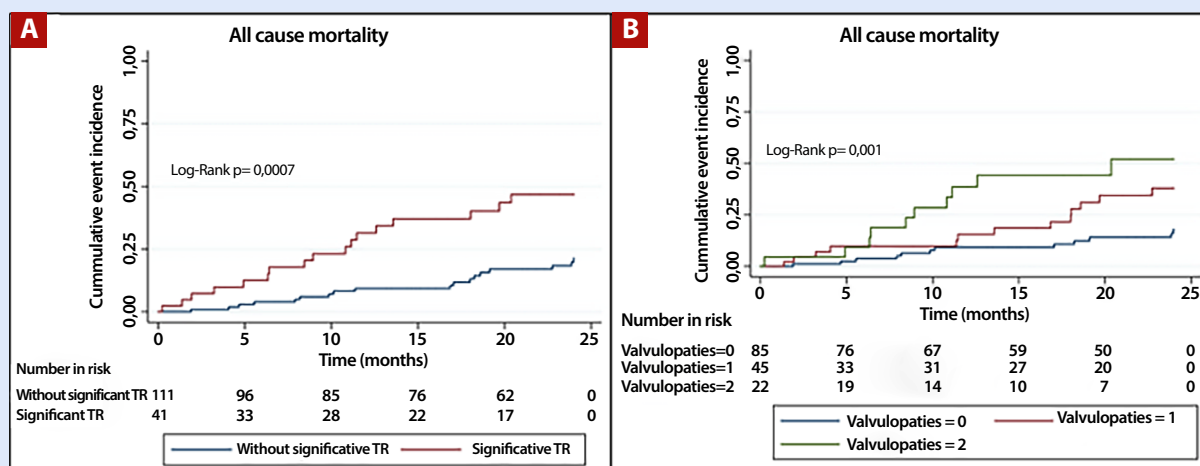 A
All cause mortality
Cummulative event incidence
1,00
0,75
0,50
0,25
0,00
Log-Rank p= 0,0007
0 5 10 15 20 25
Time (months)
Number in risk
Without significant TR 111 96 85 76 62 0
Significant TR 41 33 28 22 17 0
Without significative TR Significative TR
B
All cause mortality
Cummulative event incidence
1,00
0,75
0,50
0,25
0,00
Log-Rank p= 0,001
0 5 10 15 20 25
Time (months)
Number in risk
Valvulopaties=0 85 76 67 59 50 0
Valvulopaties=1 45 33 31 27 20 0
Valvulopaties=2 22 19 14 10 7 0
Valvulopaties = 0 Valvulopaties = 1
Valvulopaties = 2